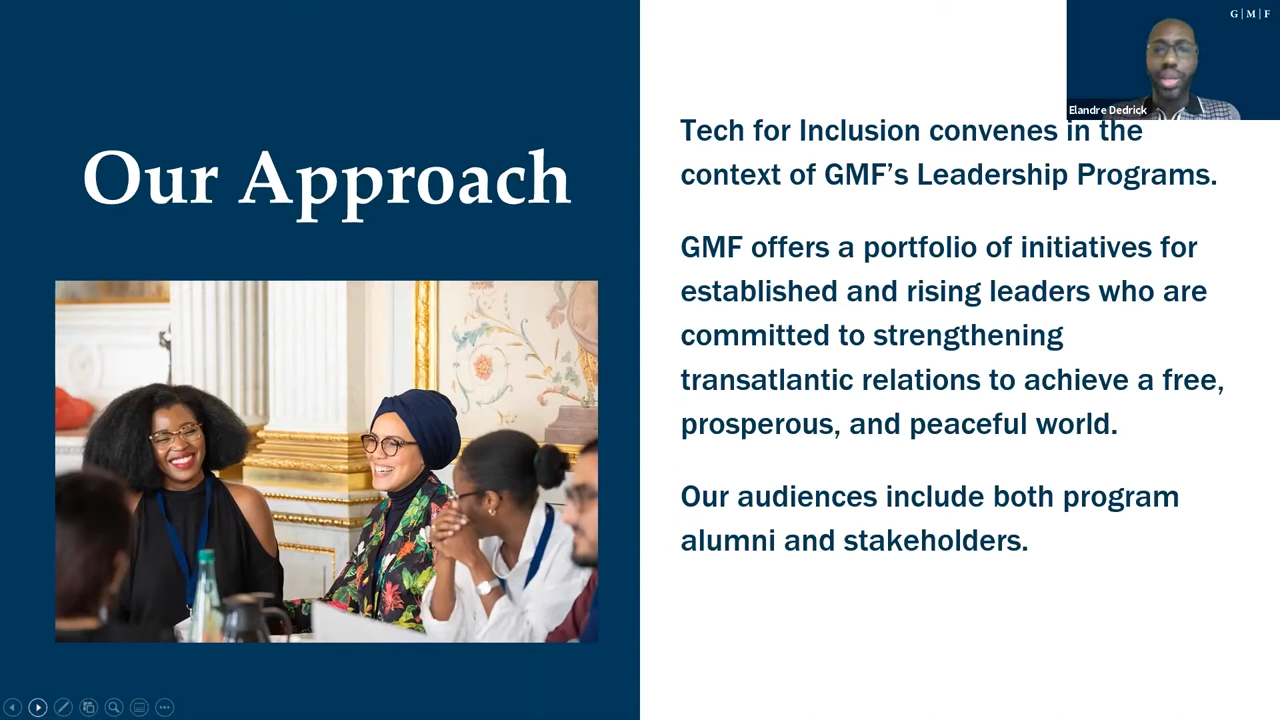 G | M | F
Elandre Dedrick
Our Approach
Tech for Inclusion convenes in the
context of GMF’s Leadership Programs.
GMF offers a portfolio of initiatives for
established and rising leaders who are
committed to strengthening
transatlantic relations to achieve a free,
prosperous, and peaceful world.
Our audiences include both program
alumni and stakeholders.